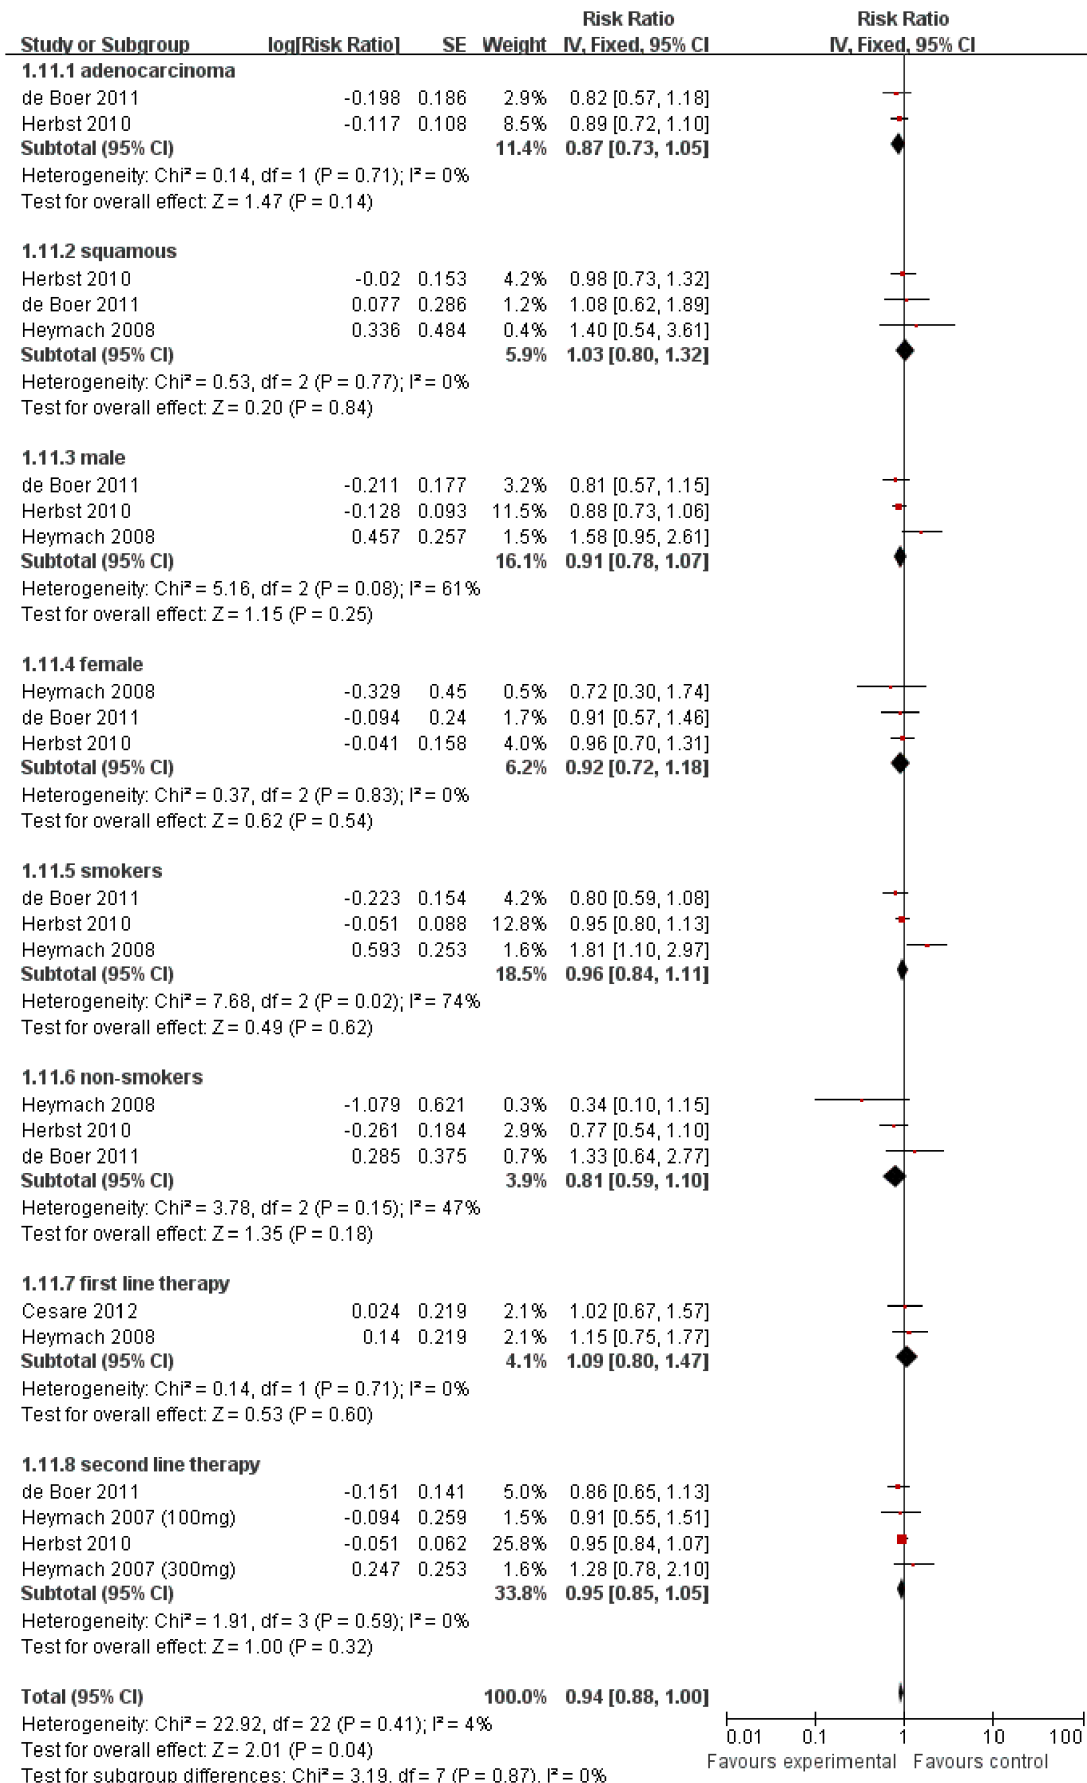 Risk Ratio Risk Ratio
Study or Subgroup log[Risk Ratio] SE Weight IV, Fixed, 95% CI IV, Fixed, 95% CI
1.11.1 adenocarcinoma
de Boer 2011 -0.198 0.186 2.9% 0.82 [0.57, 1.18]
Herbst 2010 -0.117 0.108 8.5% 0.89 [0.72, 1.10]
Subtotal (95% CI) 11.4% 0.87 [0.73, 1.05]
Heterogeneity: Chi² = 0.14, df = 1 (P = 0.71); I² = 0%
Test for overall effect: Z = 1.47 (P = 0.14)
1.11.2 squamous
Herbst 2010 -0.02 0.153 4.2% 0.98 [0.73, 1.32]
de Boer 2011 0.077 0.286 1.2% 1.08 [0.62, 1.89]
Heymach 2008 0.336 0.484 0.4% 1.40 [0.54, 3.61]
Subtotal (95% CI) 5.9% 1.03 [0.80, 1.32]
Heterogeneity: Chi² = 0.53, df = 2 (P = 0.77); I² = 0%
Test for overall effect: Z = 0.20 (P = 0.84)
1.11.3 male
de Boer 2011 -0.211 0.177 3.2% 0.81 [0.57, 1.15]
Herbst 2010 -0.128 0.093 11.5% 0.88 [0.73, 1.06]
Heymach 2008 0.457 0.257 1.5% 1.58 [0.95, 2.61]
Subtotal (95% CI) 16.1% 0.91 [0.78, 1.07]
Heterogeneity: Chi² = 5.16, df = 2 (P = 0.08); I² = 61%
Test for overall effect: Z = 1.15 (P = 0.25)
1.11.4 female
Heymach 2008 -0.329 0.45 0.5% 0.72 [0.30, 1.74]
de Boer 2011 -0.094 0.24 1.7% 0.91 [0.57, 1.46]
Herbst 2010 -0.041 0.158 4.0% 0.96 [0.70, 1.31]
Subtotal (95% CI) 6.2% 0.92 [0.72, 1.18]
Heterogeneity: Chi² = 0.37, df = 2 (P = 0.83); I² = 0%
Test for overall effect: Z = 0.62 (P = 0.54)
1.11.5 smokers
de Boer 2011 -0.223 0.154 4.2% 0.80 [0.59, 1.08]
Herbst 2010 -0.051 0.088 12.8% 0.95 [0.80, 1.13]
Heymach 2008 0.593 0.253 1.6% 1.81 [1.10, 2.97]
Subtotal (95% CI) 18.5% 0.96 [0.84, 1.11]
Heterogeneity: Chi² = 7.68, df = 2 (P = 0.02); I² = 74%
Test for overall effect: Z = 0.49 (P = 0.62)
1.11.6 non-smokers
Heymach 2008 -1.079 0.621 0.3% 0.34 [0.10, 1.15]
Herbst 2010 -0.261 0.184 2.9% 0.77 [0.54, 1.10]
de Boer 2011 0.285 0.375 0.7% 1.33 [0.64, 2.77]
Subtotal (95% CI) 3.9% 0.81 [0.59, 1.10]
Heterogeneity: Chi² = 3.78, df = 2 (P = 0.15); I² = 47%
Test for overall effect: Z = 1.35 (P = 0.18)
1.11.7 first line therapy
Cesare 2012 0.024 0.219 2.1% 1.02 [0.67, 1.57]
Heymach 2008 0.14 0.219 2.1% 1.15 [0.75, 1.77]
Subtotal (95% CI) 4.1% 1.09 [0.80, 1.47]
Heterogeneity: Chi² = 0.14, df = 1 (P = 0.71); I² = 0%
Test for overall effect: Z = 0.53 (P = 0.60)
1.11.8 second line therapy
de Boer 2011 -0.151 0.141 5.0% 0.86 [0.65, 1.13]
Heymach 2007 (100mg) -0.094 0.259 1.5% 0.91 [0.55, 1.51]
Herbst 2010 -0.051 0.062 25.8% 0.95 [0.84, 1.07]
Heymach 2007 (300mg) 0.247 0.253 1.6% 1.28 [0.78, 2.10]
Subtotal (95% CI) 33.8% 0.95 [0.85, 1.05]
Heterogeneity: Chi² = 1.91, df = 3 (P = 0.59); I² = 0%
Test for overall effect: Z = 1.00 (P = 0.32)
Total (95% CI) 100.0% 0.94 [0.88, 1.00]
Heterogeneity: Chi² = 22.92, df = 22 (P = 0.41); I² = 4%
Test for overall effect: Z = 2.01 (P = 0.04)
Test for subgroup differences: Chi² = 3.19, df = 7 (P = 0.87), I² = 0%
0.01 0.1 1 10 100
Favours experimental Favours control